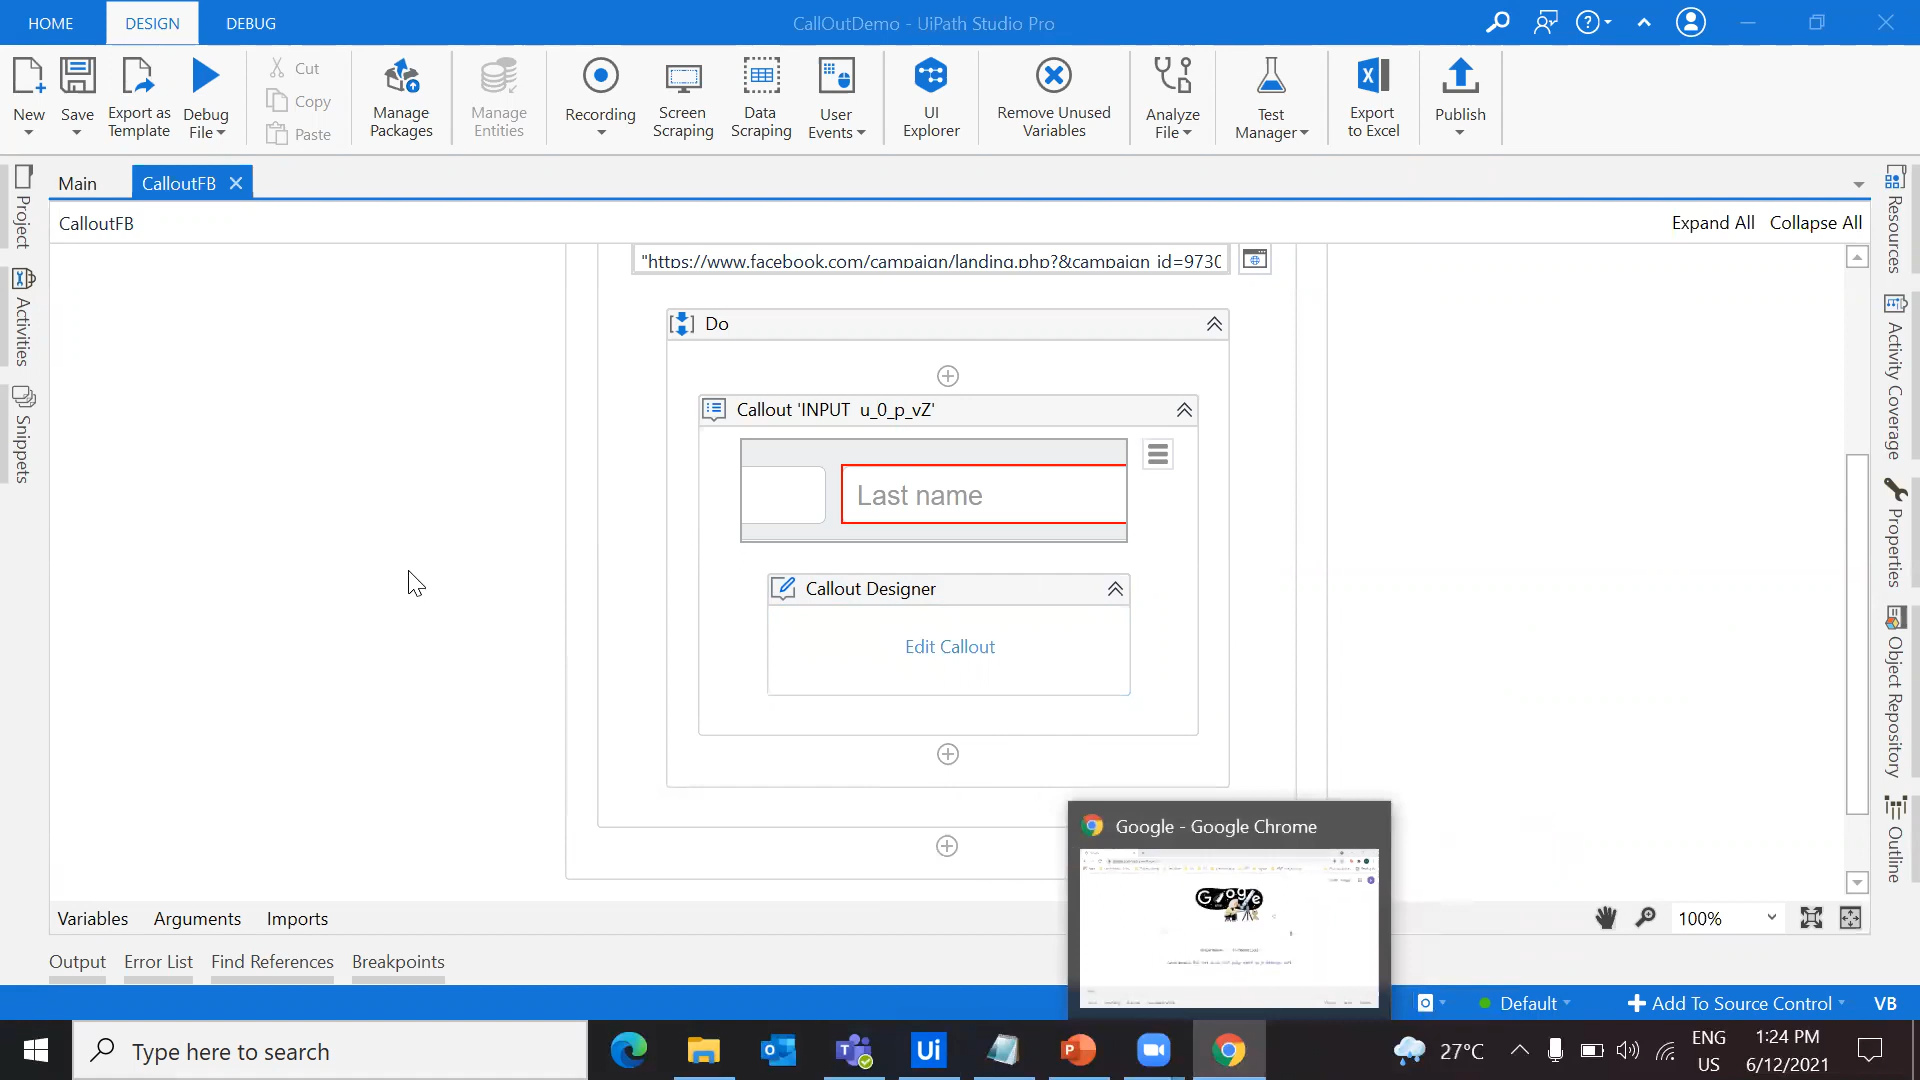 HOME
DESIGN
DEBUG
CallOutDemo - UiPath Studio Pro
New
Save
Export as
Template
Debug
File
Cut
Copy
Paste
Manage
Packages
Manage
Entities
Recording
Screen
Scraping
Data
Scraping
User
Events
UI
Explorer
Remove Unused
Variables
Analyze
File
Test
Manager
Export
to Excel
Publish
Project
Activities
Snippets
Main
CalloutFB
CalloutFB
Expand All
Collapse All
"https://www.facebook.com/campaign/landing.php?&campaign_id=9730
Do
Callout 'INPUT u_0_p_vZ'
Last name
Callout Designer
Edit Callout
Resources
Activity Coverage
Properties
Object Repository
Outline
Google - Google Chrome
Google
Variables
Arguments
Imports
100%
Output
Error List
Find References
Breakpoints
Default
Add To Source Control
VB
Type here to search
Ui
27°C
ENG
US
1:24 PM
6/12/2021